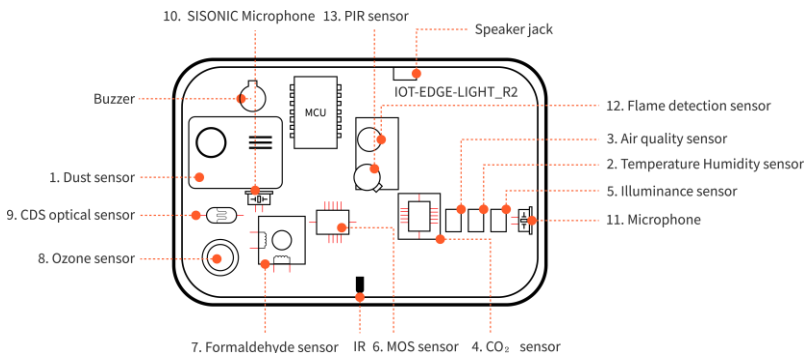 10. SISONIC Microphone
13. PIR sensor
Speaker jack
Buzzer
MCU
IOT-EDGE-LIGHT_R2
12. Flame detection sensor
3. Air quality sensor
2. Temperature Humidity sensor
1. Dust sensor
5. Illuminance sensor
9. CDS optical sensor
11. Microphone
8. Ozone sensor
7. Formaldehyde sensor
IR
6. MOS sensor
4. CO₂ sensor